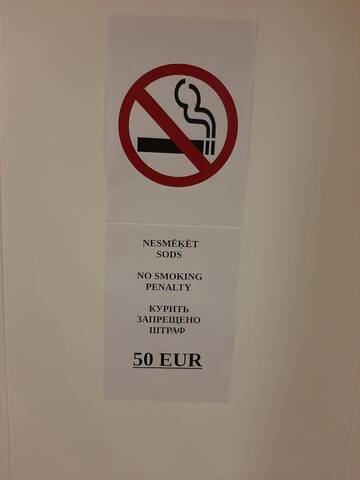 NESMĒĶĒT
SODS
NO SMOKING
PENALTY
КУРИТЬ
ЗАПРЕЩЕНО
ШТРАФ
50 EUR